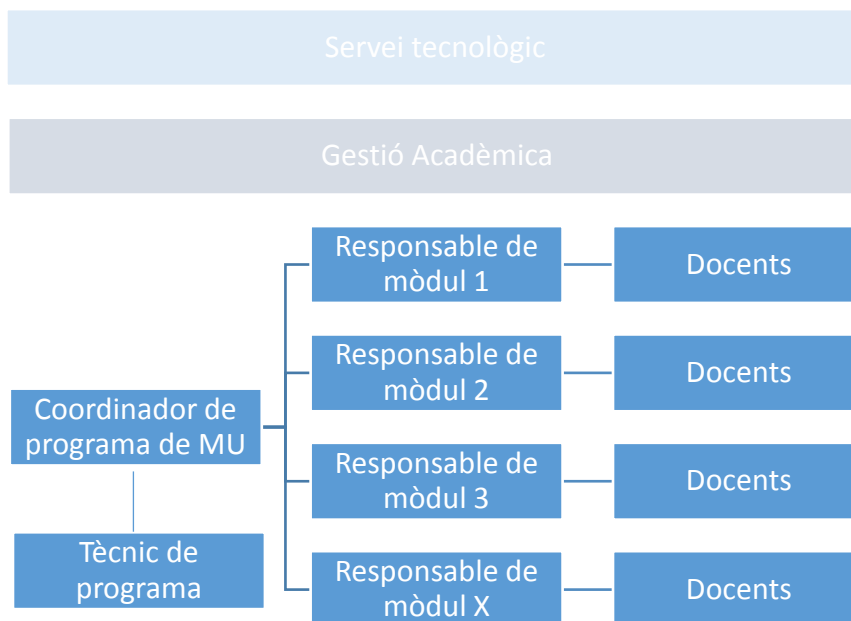 Servei tecnològic
Gestió Acadèmica
Responsable de
mòdul 1
Docents
Responsable de
mòdul 2
Docents
Coordinador de
programa de MU
Responsable de
mòdul 3
Docents
Tècnic de
programa
Responsable de
mòdul X
Docents